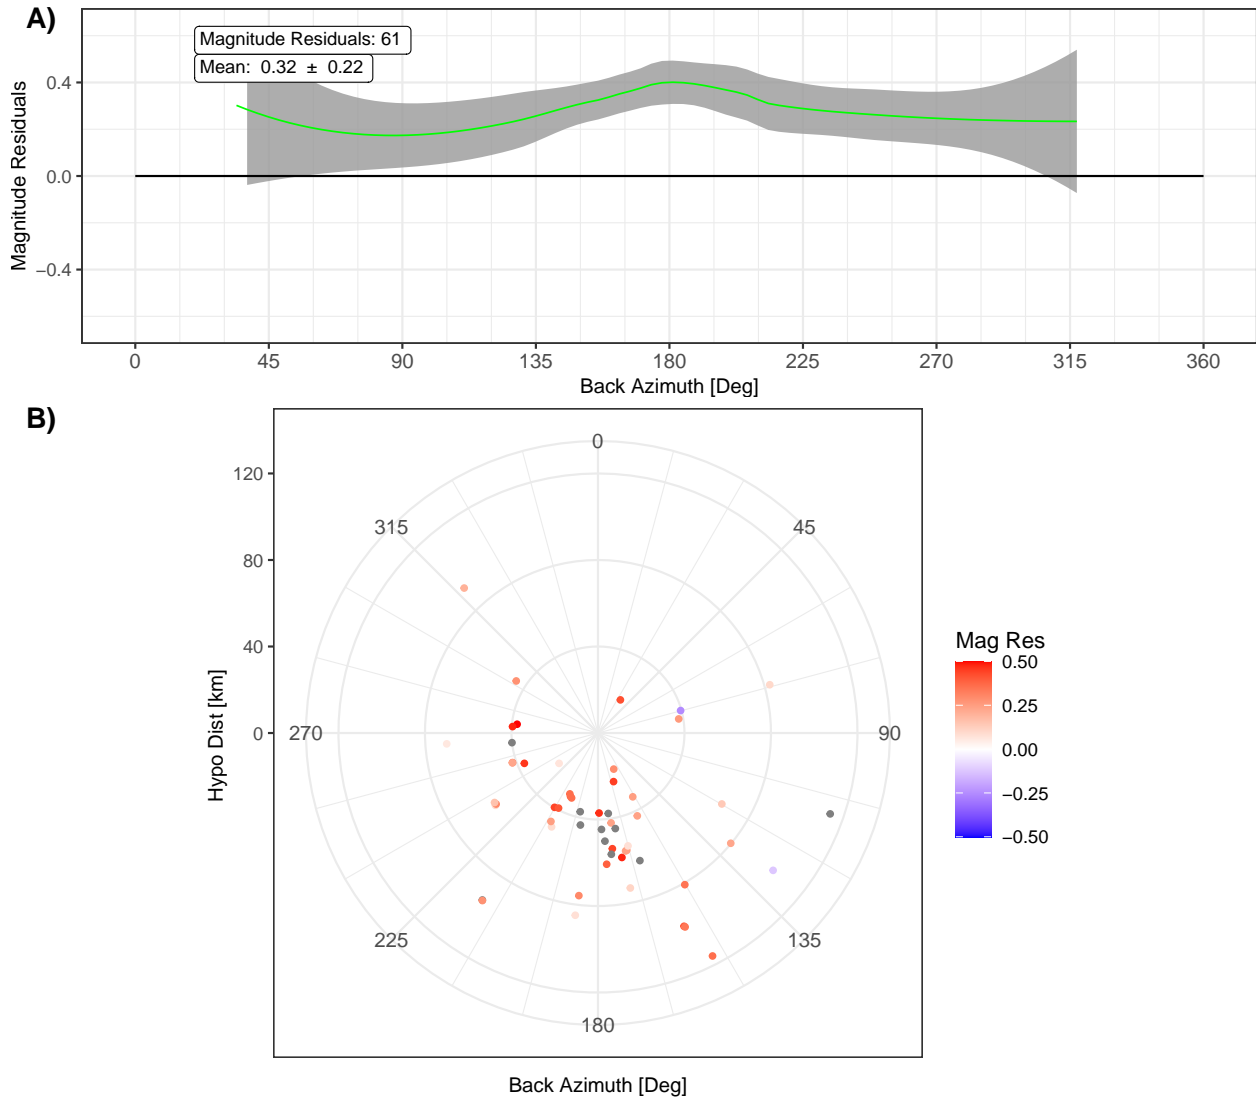 A)
Magnitude Residuals: 61
Mean: 0.32 ± 0.22
0.4
0.0
−0.4
Magnitude Residuals
0 45 90 135 180 225 270 315 360
Back Azimuth [Deg]
B)
0
45
90
135
180
225
270
315
120
80
40
0
Hypo Dist [km]
Back Azimuth [Deg]
Mag Res
0.50
0.25
0.00
−0.25
−0.50